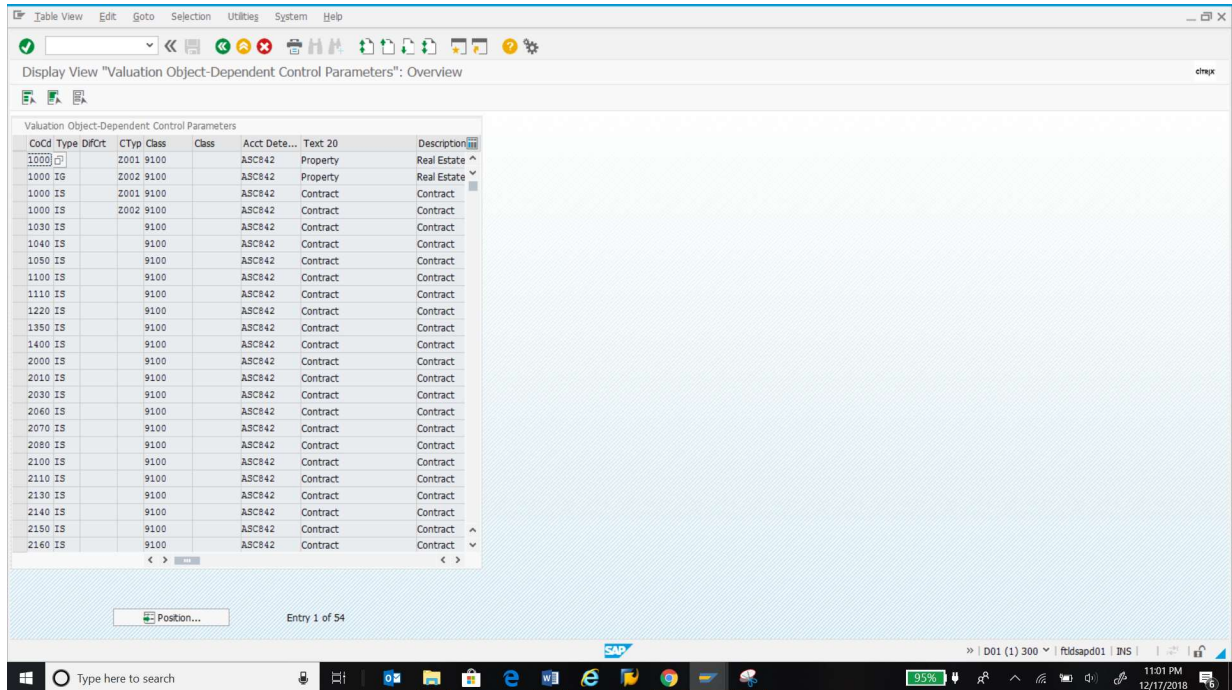 Table View Edit Goto Selection Utilities System Help
Display View "Valuation Object-Dependent Control Parameters": Overview
citrix
Valuation Object-Dependent Control Parameters
CoCd Type DifCrt CTyp Class Class Acct Dete... Text 20 Description
1000 Z001 9100 ASC842 Property Real Estate
1000 IG Z002 9100 ASC842 Property Real Estate
1000 IS Z001 9100 ASC842 Contract Contract
1000 IS Z002 9100 ASC842 Contract Contract
1030 IS 9100 ASC842 Contract Contract
1040 IS 9100 ASC842 Contract Contract
1050 IS 9100 ASC842 Contract Contract
1100 IS 9100 ASC842 Contract Contract
1110 IS 9100 ASC842 Contract Contract
1220 IS 9100 ASC842 Contract Contract
1350 IS 9100 ASC842 Contract Contract
1400 IS 9100 ASC842 Contract Contract
2000 IS 9100 ASC842 Contract Contract
2010 IS 9100 ASC842 Contract Contract
2030 IS 9100 ASC842 Contract Contract
2060 IS 9100 ASC842 Contract Contract
2070 IS 9100 ASC842 Contract Contract
2080 IS 9100 ASC842 Contract Contract
2100 IS 9100 ASC842 Contract Contract
2110 IS 9100 ASC842 Contract Contract
2130 IS 9100 ASC842 Contract Contract
2140 IS 9100 ASC842 Contract Contract
2150 IS 9100 ASC842 Contract Contract
2160 IS 9100 ASC842 Contract Contract
Position... Entry 1 of 54
SAP
D01 (1) 300 ftldsapd01 INS
Type here to search
95%
11:01 PM
12/17/2018
6